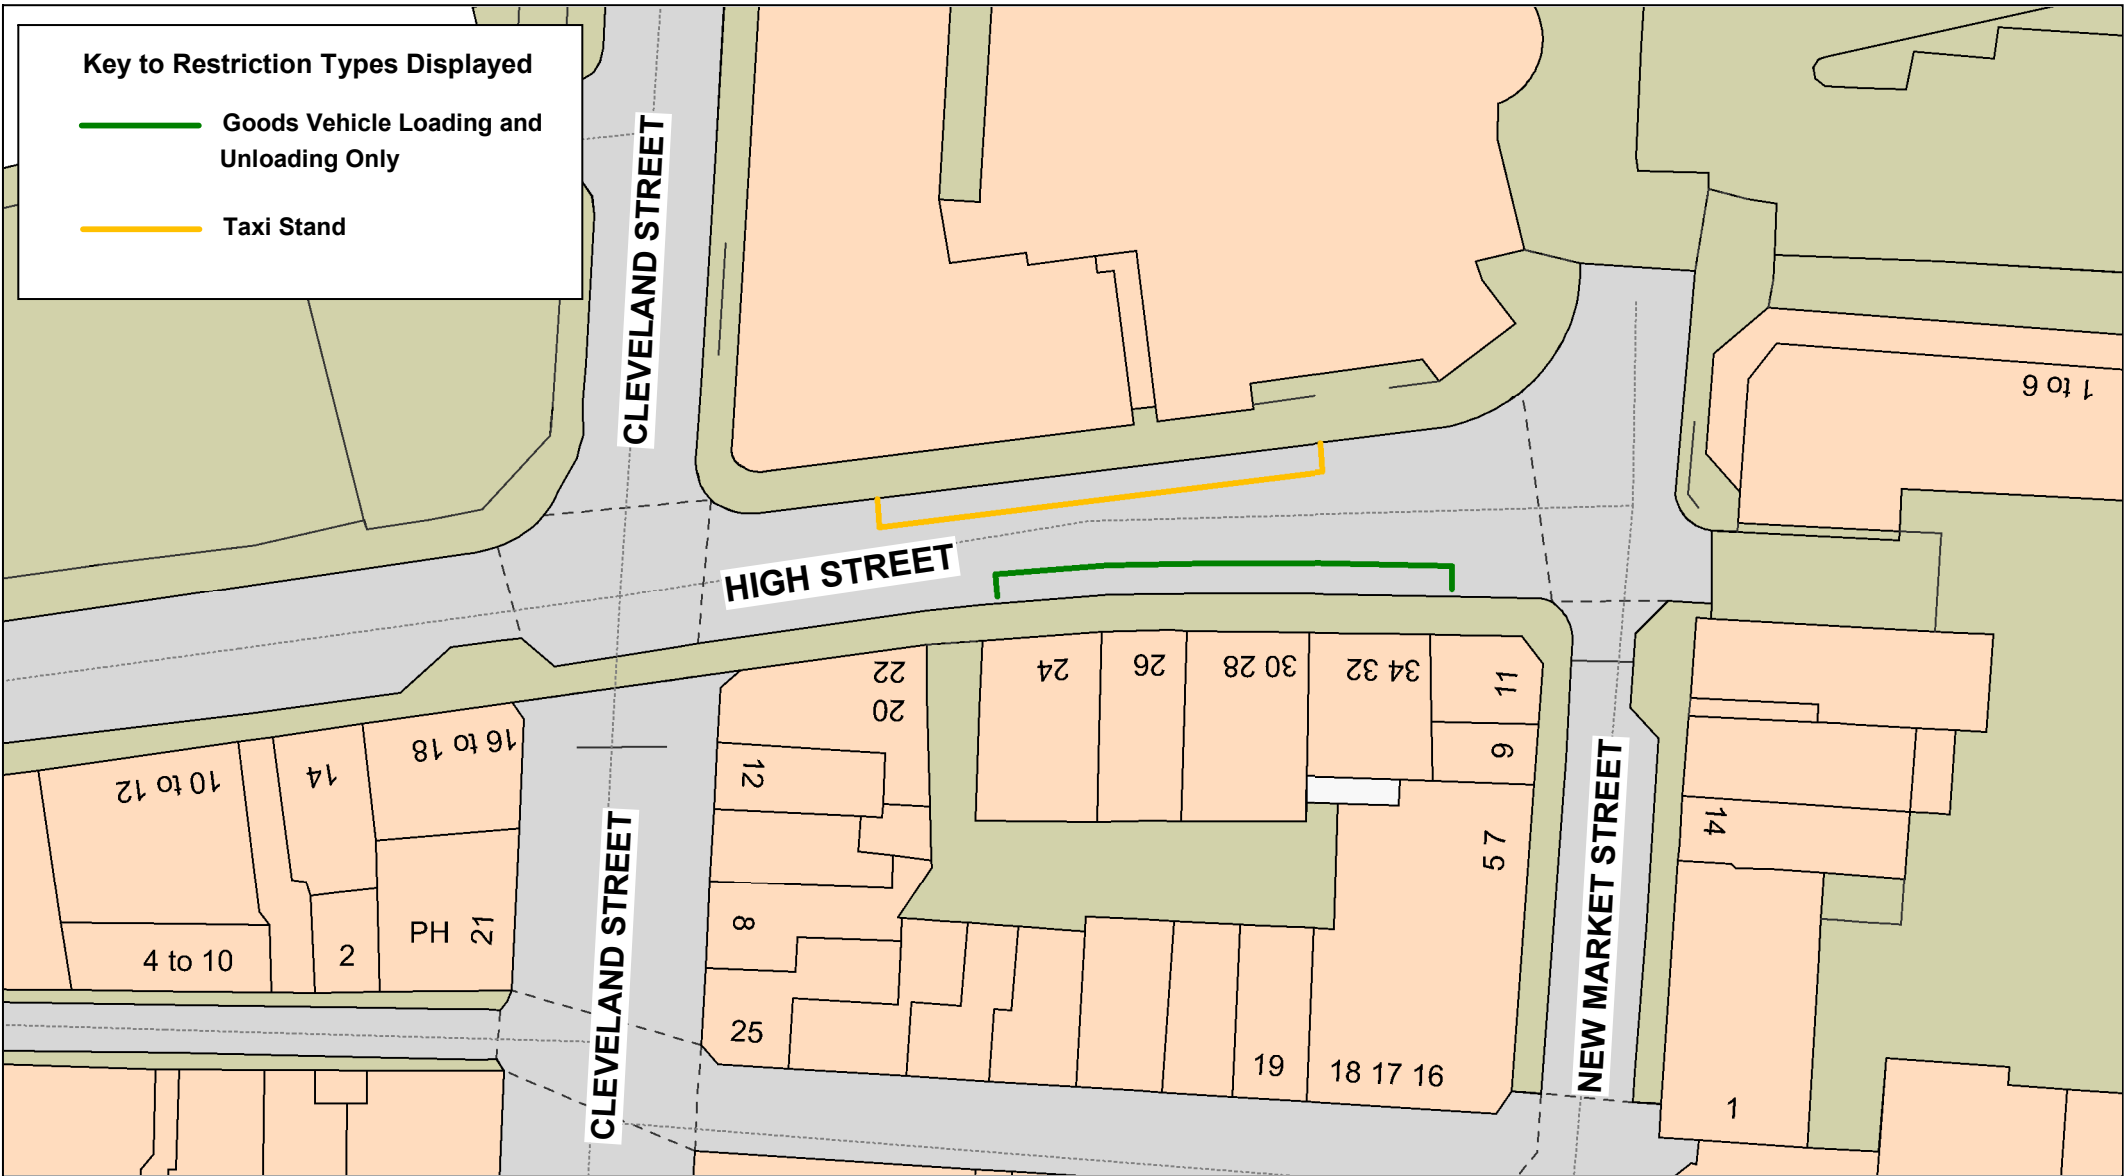 Key to Restriction Types Displayed
Goods Vehicle Loading and
Unloading Only
Taxi Stand
CLEVELAND STREET
1 to 6
HIGH STREET
22
20
24
26
30 28
34 32
11
9
16 to 18
14
10 to 12
12
5 7
14
CLEVELAND STREET
NEW MARKET STREET
PH 21
8
4 to 10
2
25
19
18 17 16
1